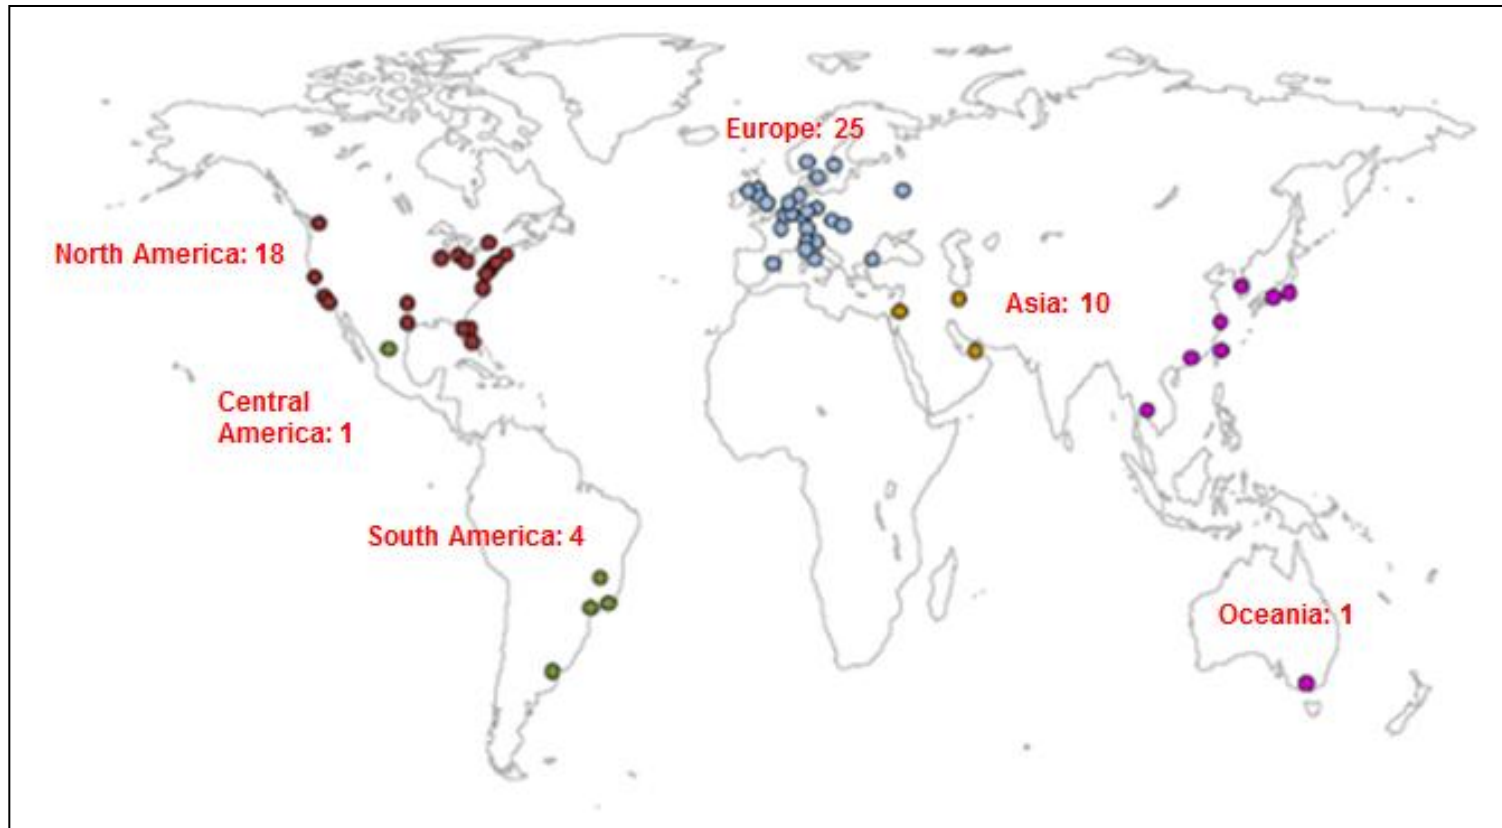 Europe: 25
North America: 18
Asia: 10
Central
America: 1
South America: 4
Oceania: 1